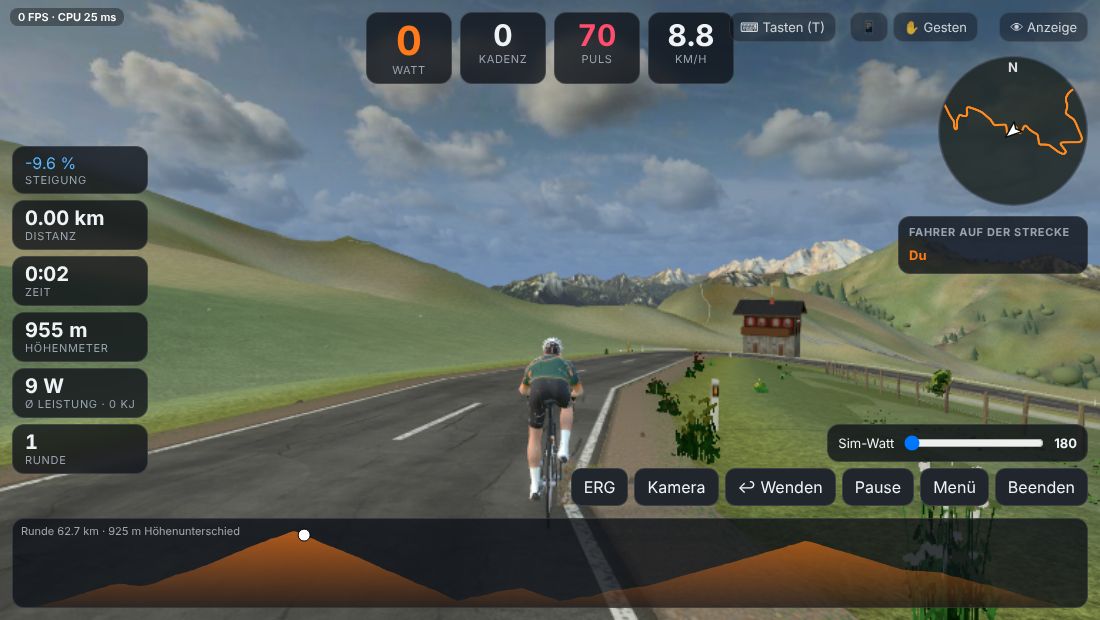 0 FPS · CPU 25 ms
0
WATT
0
KADENZ
70
PULS
8.8
KM/H
⌨ Tasten (T)
✋ Gesten
👁 Anzeige
N
-9.6 %
STEIGUNG
0.00 km
DISTANZ
0:02
ZEIT
955 m
HÖHENMETER
9 W
Ø LEISTUNG · 0 KJ
1
RUNDE
FAHRER AUF DER STRECKE
Du
Sim-Watt 180
ERG
Kamera
↩ Wenden
Pause
Menü
Beenden
Runde 62.7 km · 925 m Höhenunterschied